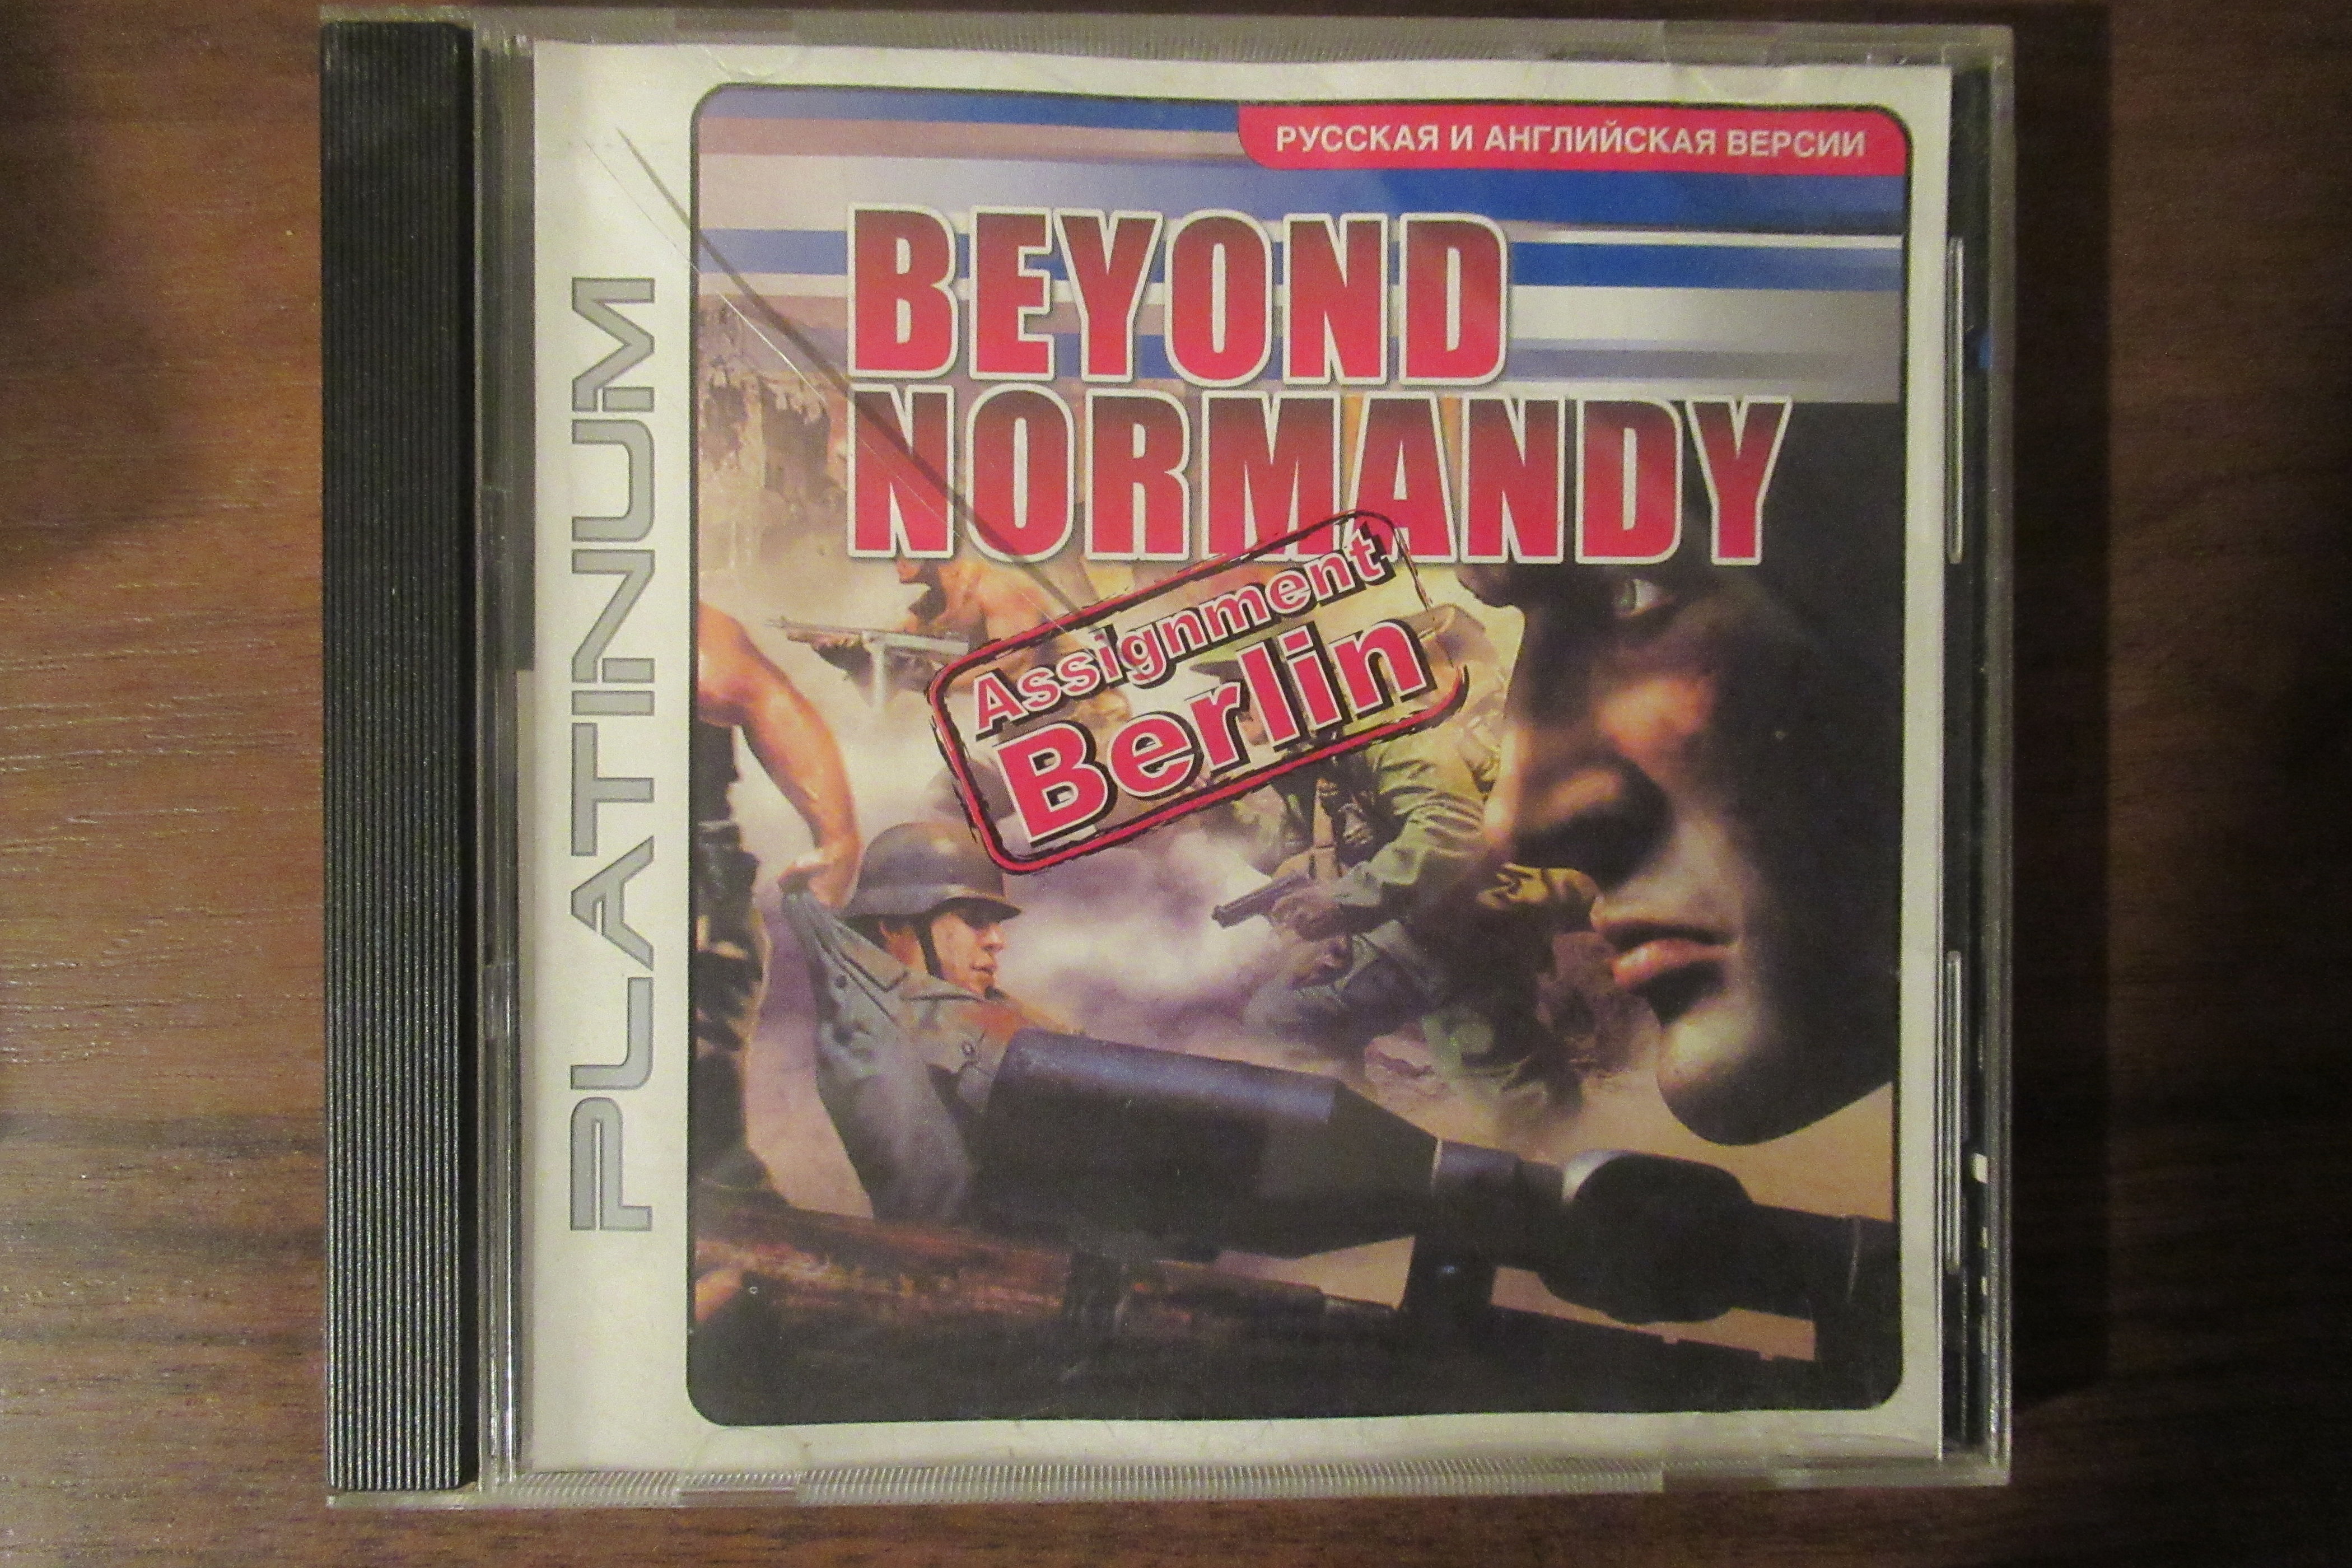 PLATINUM
РУССКАЯ И АНГЛИЙСКАЯ ВЕРСИИ
BEYOND
NORMANDY
Assignment
Berlin